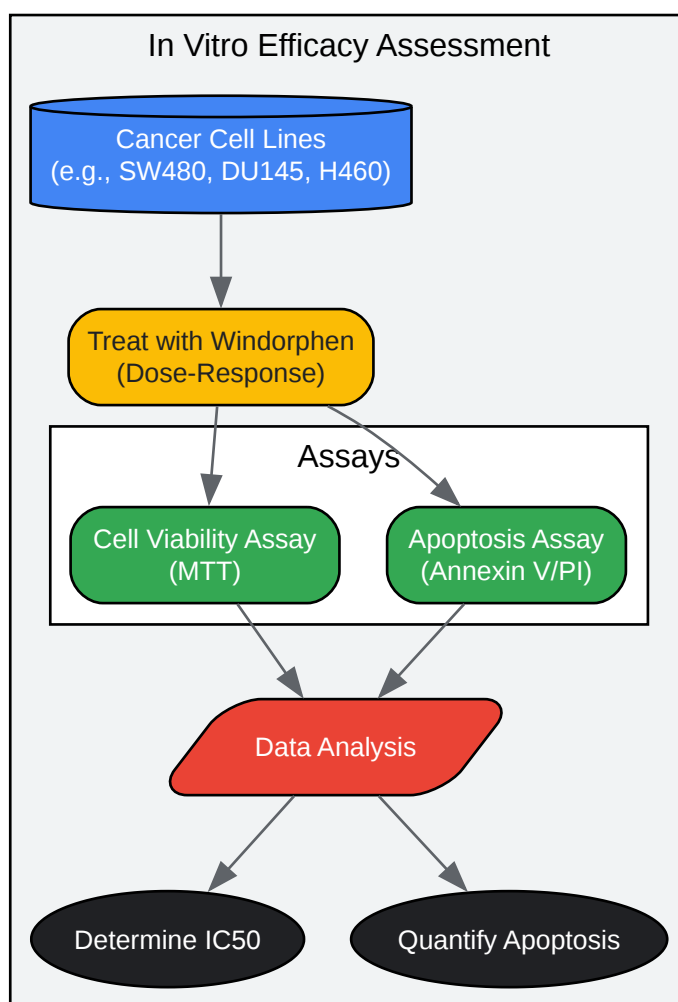 In Vitro Efficacy Assessment
Cancer Cell Lines
(e.g., SW480, DU145, H460)
Treat with Windorphen
(Dose-Response)
Assays
Cell Viability Assay
(MTT)
Apoptosis Assay
(Annexin V/PI)
Data Analysis
Determine IC50
Quantify Apoptosis